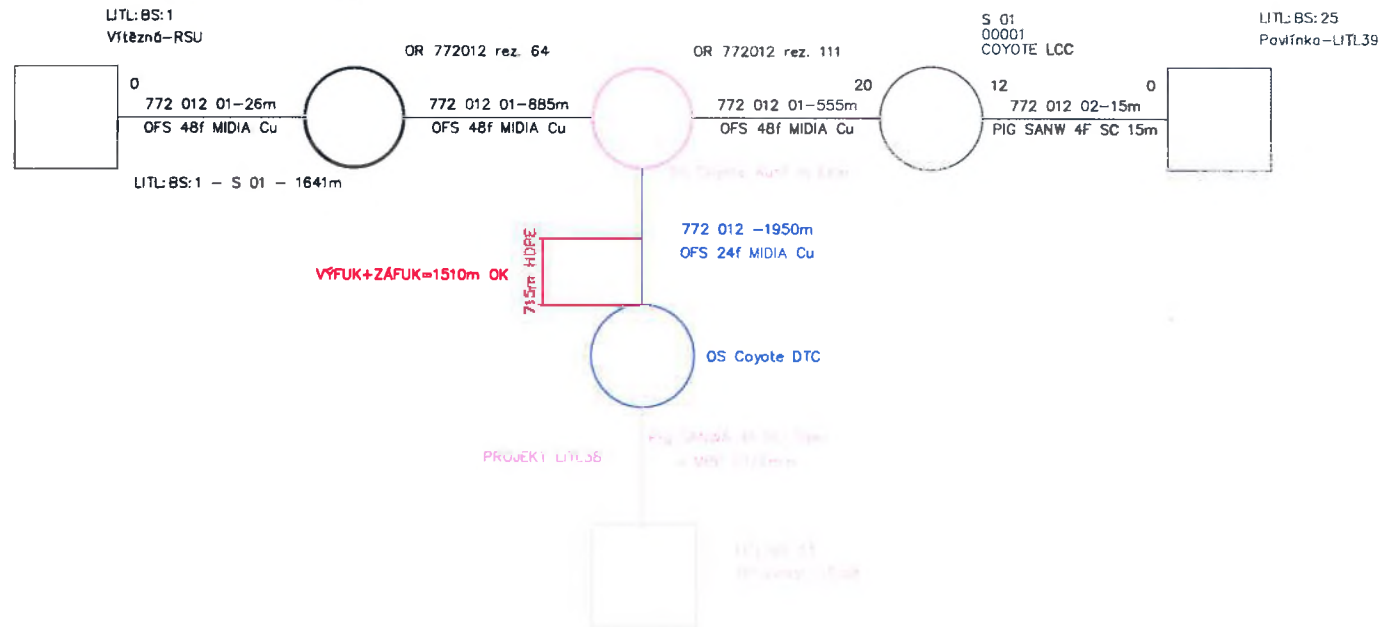 LITL:BS:1
Vítězná-RSU
S 01
00001
COYOTE LCC
LITL:BS:25
Pavlínka-LITL39
OR 772012 rez. 64
OR 772012 rez. 111
0
20
12
0
772 012 01-26m
OFS 48f MIDIA Cu
772 012 01-885m
OFS 48f MIDIA Cu
772 012 01-555m
OFS 48f MIDIA Cu
772 012 02-15m
PIG SANW 4F SC 15m
LITL:BS:1 - S 01 - 1641m
772 012 -1950m
OFS 24f MIDIA Cu
VÝFUK+ZÁFUK=1510m OK
715m HDPE
OS Coyote DTC
PROJEKT LITL38